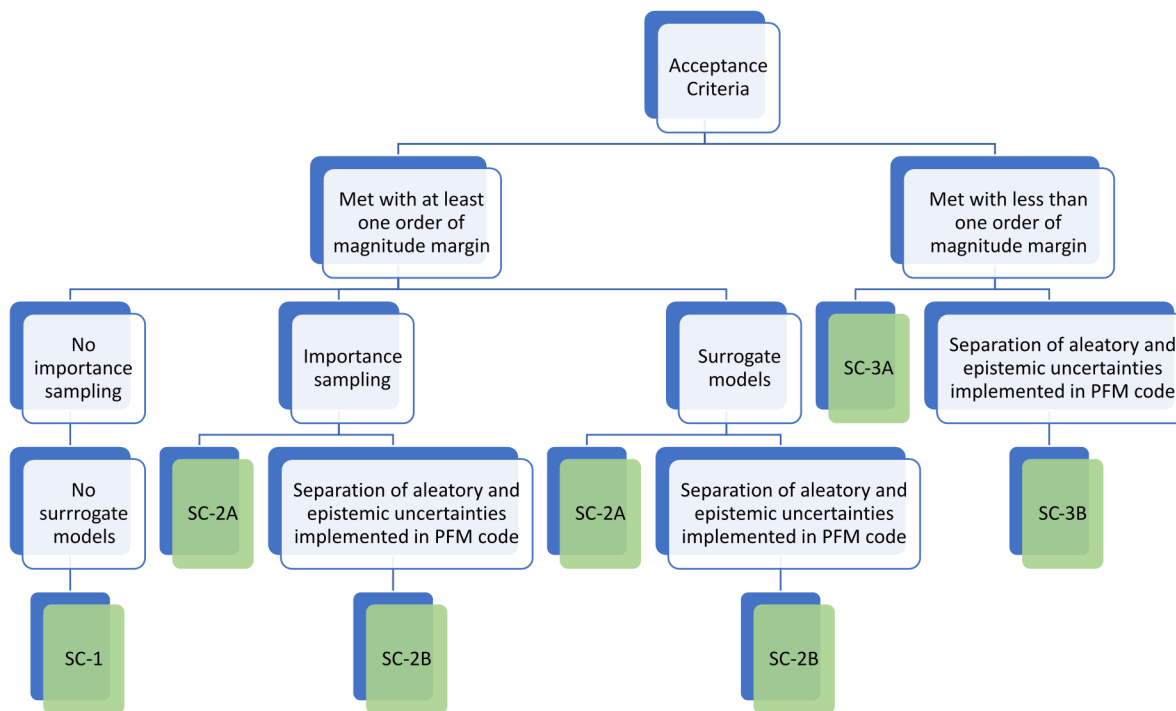 Acceptance
Criteria
Met with at least
one order of
magnitude margin
Met with less than
one order of
magnitude margin
No
importance
sampling
Importance
sampling
Surrogate
models
SC-3A
Separation of aleatory and
epistemic uncertainties
implemented in PFM code
No
surrrogate
models
SC-2A
Separation of aleatory and
epistemic uncertainties
implemented in PFM code
SC-2A
Separation of aleatory and
epistemic uncertainties
implemented in PFM code
SC-3B
SC-1
SC-2B
SC-2B